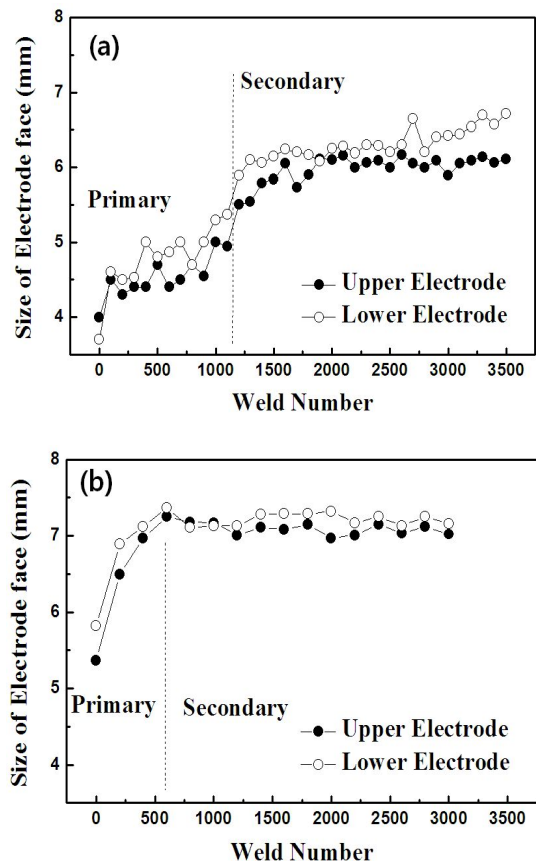 (a)
Size of Electrode face (mm)
8
7
6
5
4
Primary
Secondary
Upper Electrode
Lower Electrode
0 500 1000 1500 2000 2500 3000 3500
Weld Number
(b)
Size of Electrode face (mm)
8
7
6
5
4
Primary
Secondary
Upper Electrode
Lower Electrode
0 500 1000 1500 2000 2500 3000 3500
Weld Number